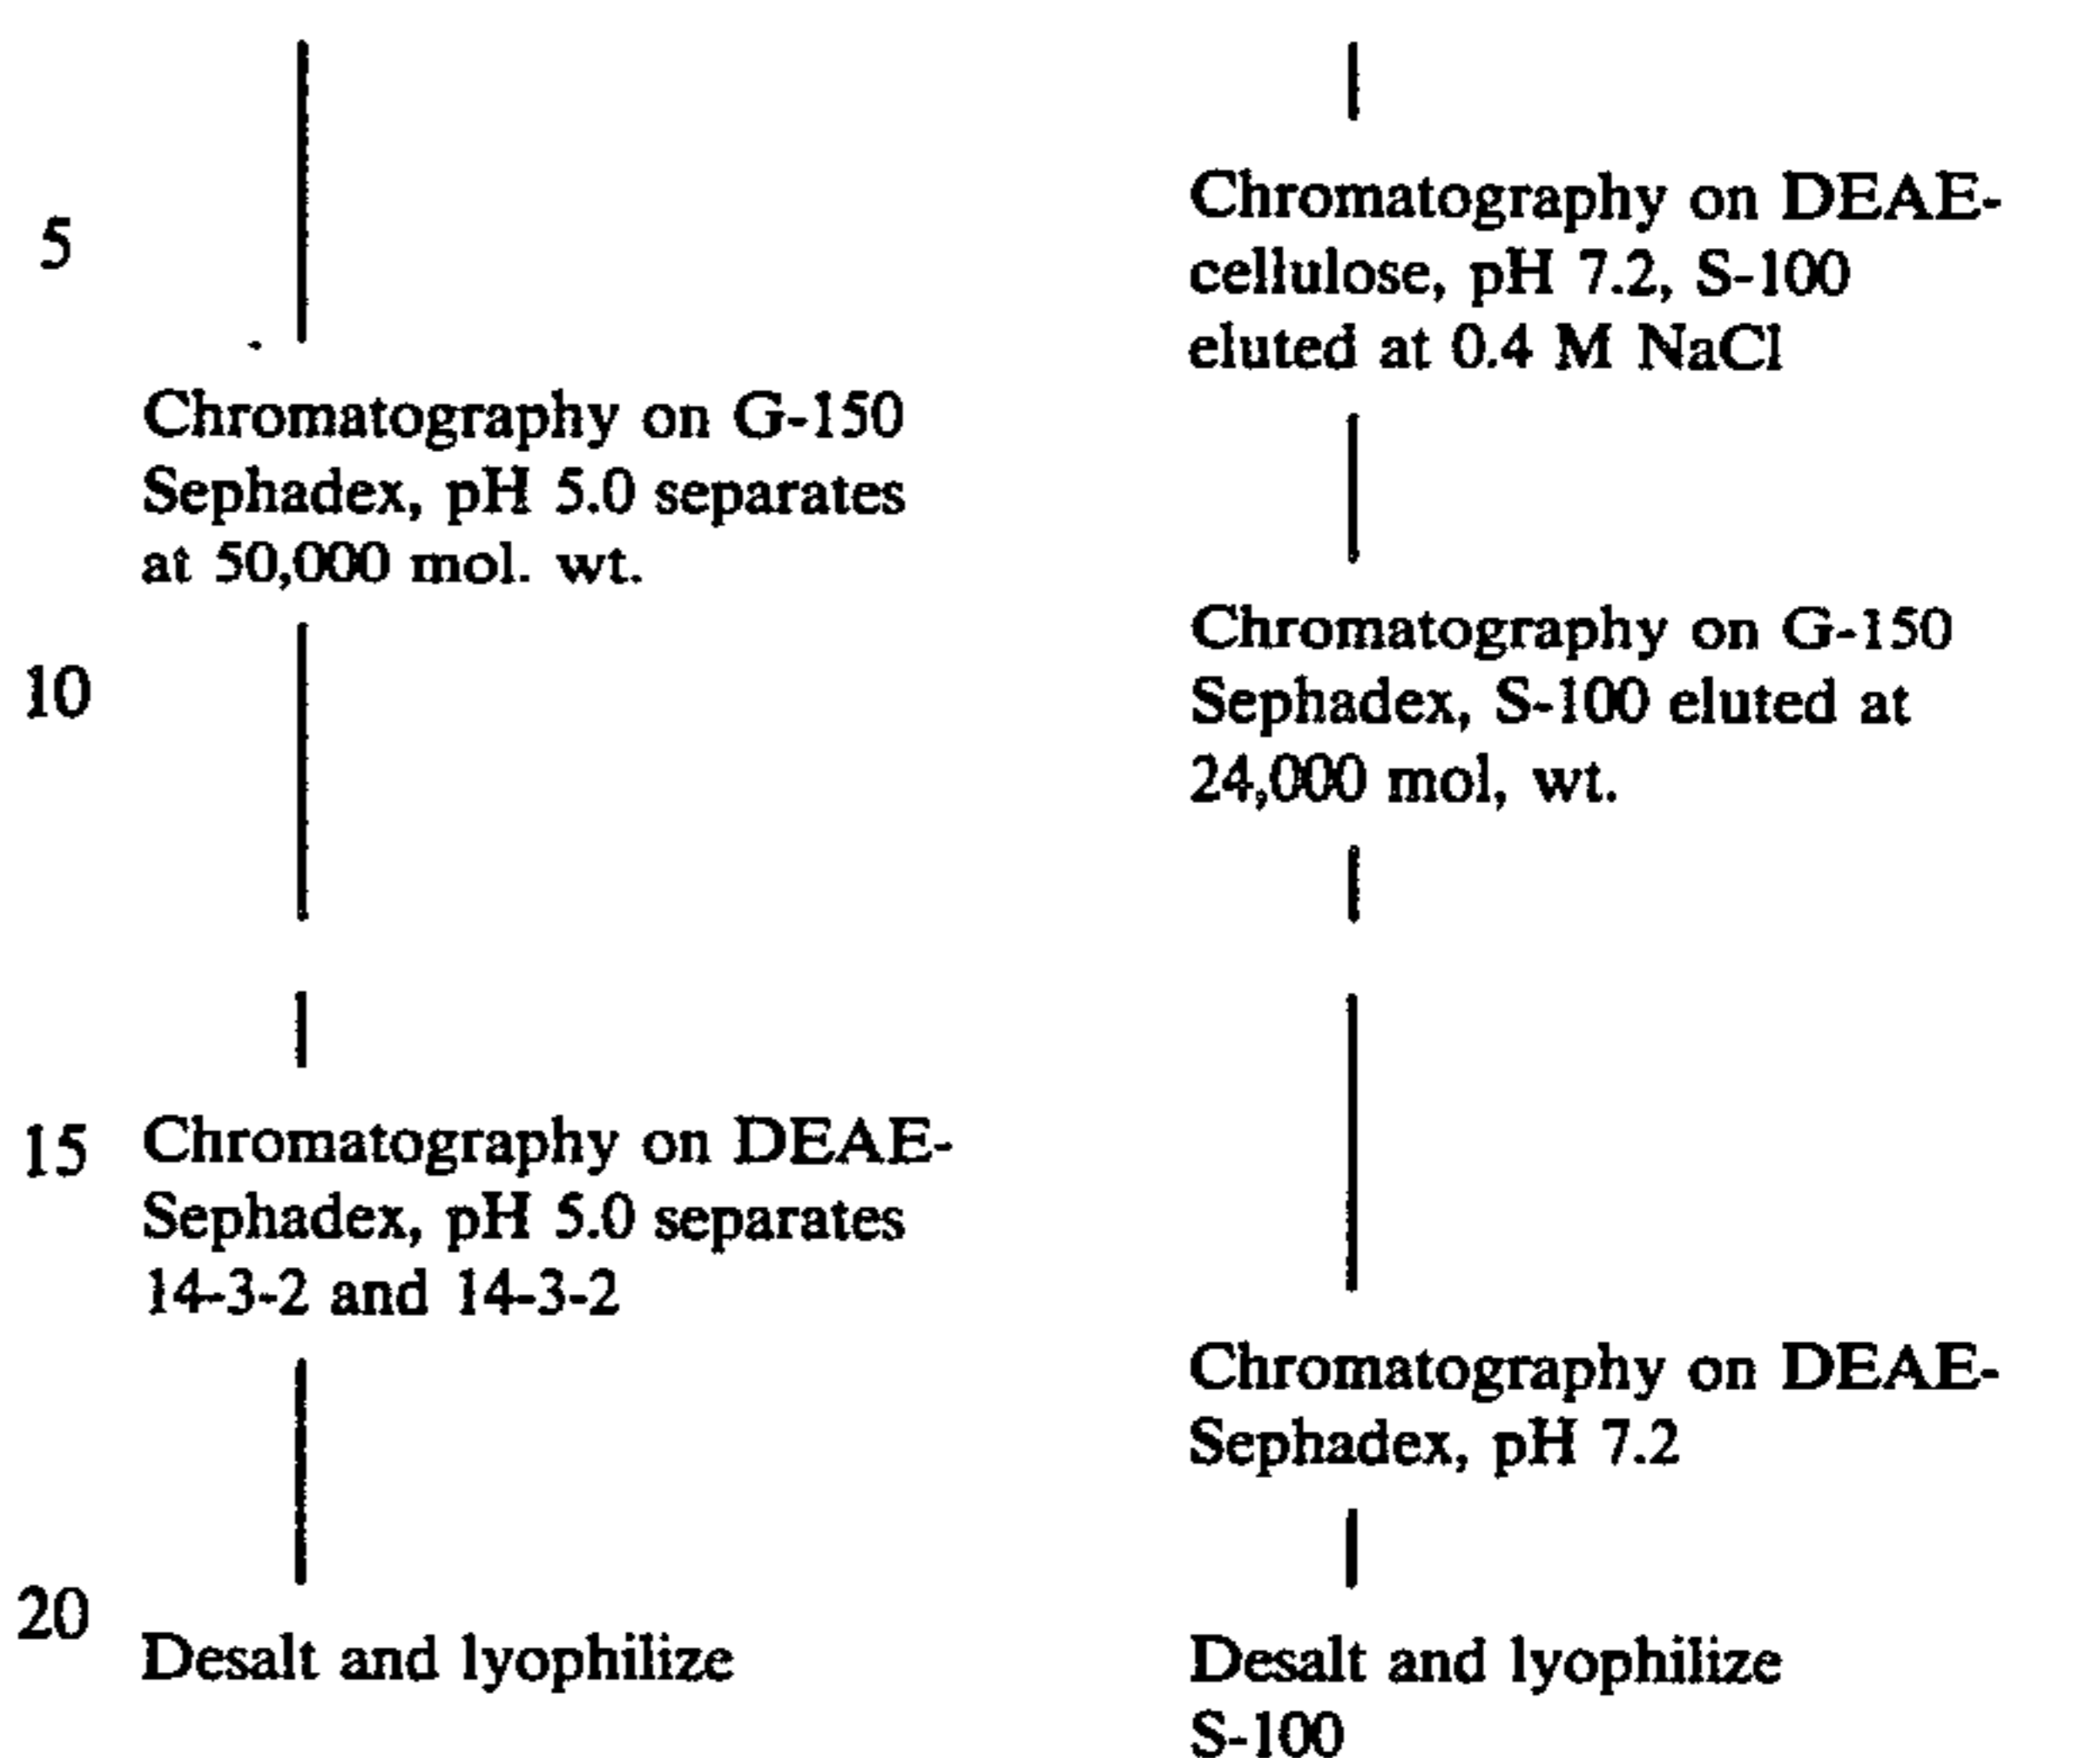 5
Chromatography on G-150
Sephadex, pH 5.0 separates
at 50,000 mol. wt.
10
15
Chromatography on DEAE-
Sephadex, pH 5.0 separates
14-3-2 and 14-3-2
20
Desalt and lyophilize
Chromatography on DEAE-
cellulose, pH 7.2, S-100
eluted at 0.4 M NaCl
Chromatography on G-150
Sephadex, S-100 eluted at
24,000 mol, wt.
Chromatography on DEAE-
Sephadex, pH 7.2
Desalt and lyophilize
S-100